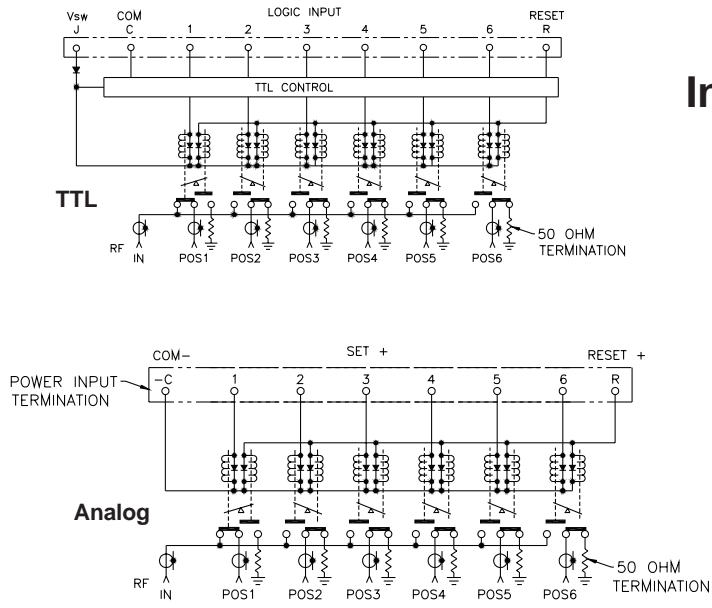 Vsw COM LOGIC INPUT RESET
J C 1 2 3 4 5 6 R
TTL CONTROL
In
TTL
RF
IN POS1 POS2 POS3 POS4 POS5 POS6
50 OHM
TERMINATION
COM- SET + RESET +
-C 1 2 3 4 5 6 R
POWER INPUT
TERMINATION
Analog
RF
IN POS1 POS2 POS3 POS4 POS5 POS6
50 OHM
TERMINATION